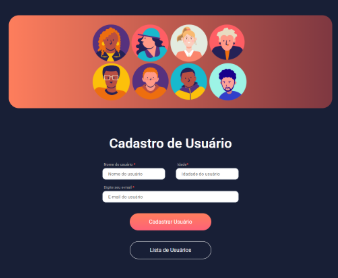 Cadastro de Usuário
Nome do usuário *
Idade*
Nome do usuário
Idade do usuário
Digite seu e-mail *
E-mail do usuário
Cadastrar Usuário
Lista de Usuários